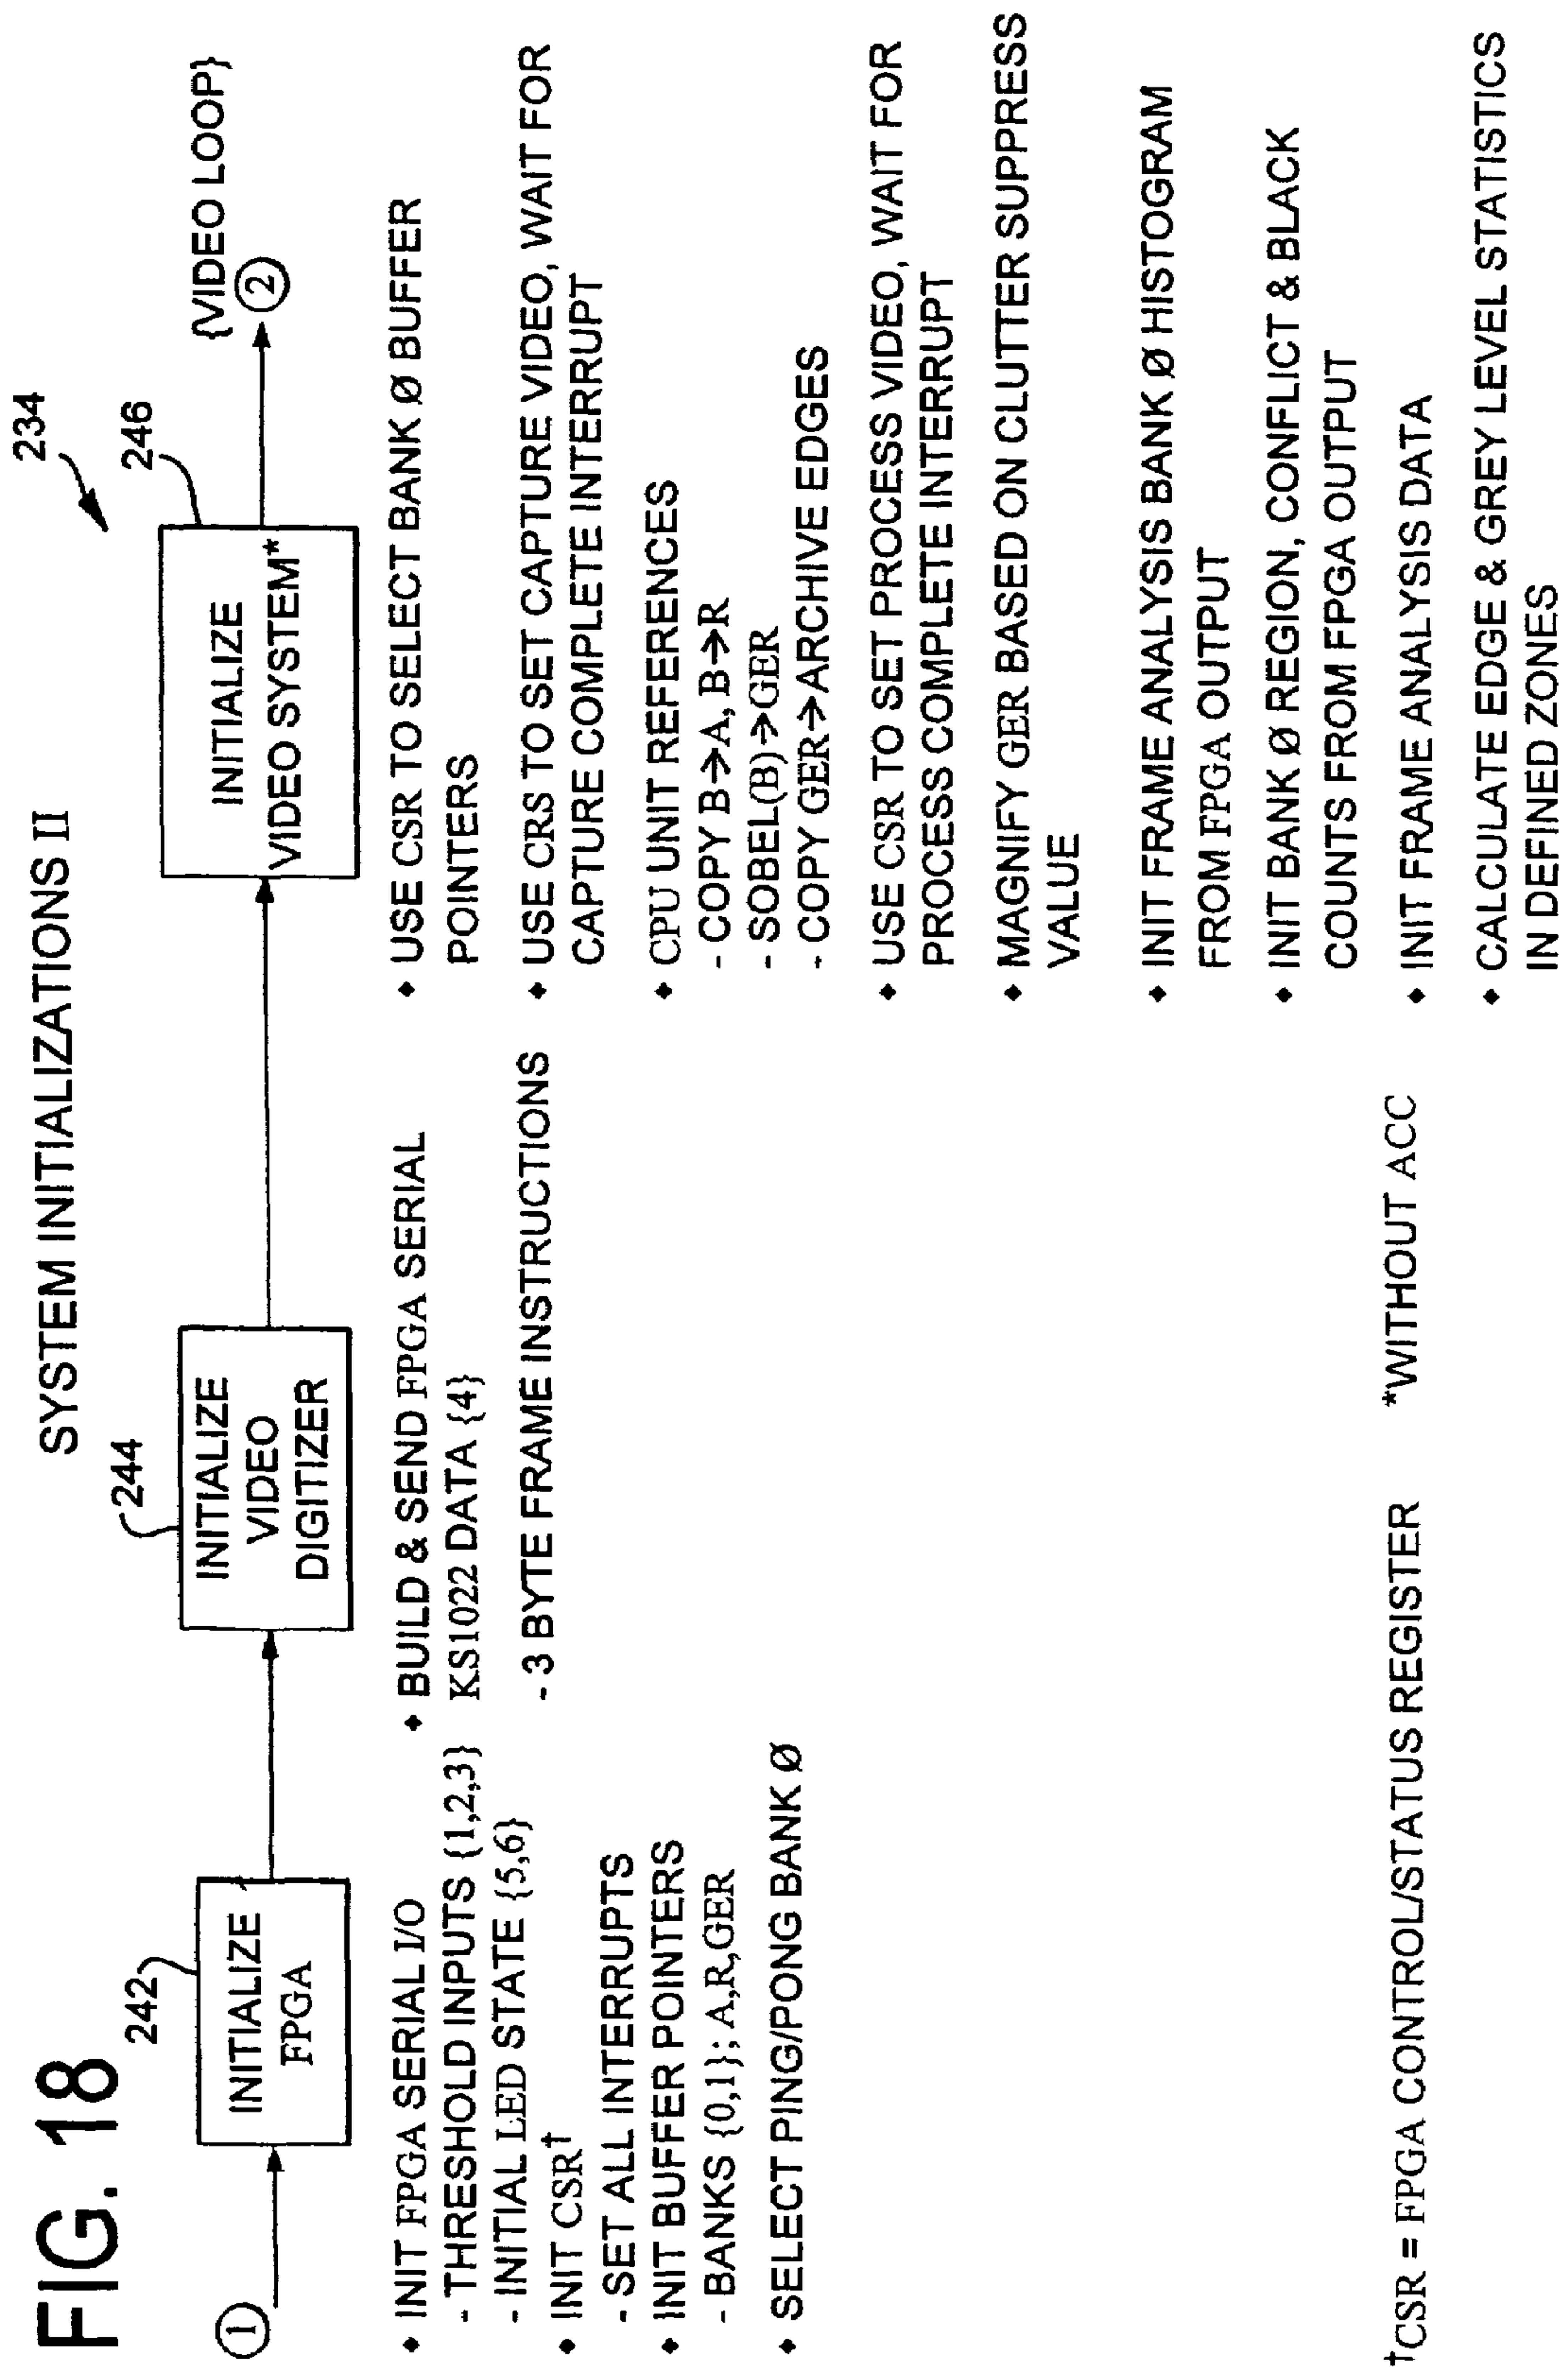 FIG. 18
SYSTEM INITIALIZATIONS II
234
①
242
INITIALIZE
FPGA
244
INITIALIZE
VIDEO
DIGITIZER
246
INITIALIZE
VIDEO SYSTEM*
{VIDEO LOOP}
②
• INIT FPGA SERIAL I/O
- THRESHOLD INPUTS {1,2,3}
- INITIAL LED STATE {5,6}
• INIT CSR†
- SET ALL INTERRUPTS
• INIT BUFFER POINTERS
- BANKS {0,1}; A,R,GER
• SELECT PING/PONG BANK Ø
• BUILD & SEND FPGA SERIAL
KS1022 DATA {4}
- 3 BYTE FRAME INSTRUCTIONS
• USE CSR TO SELECT BANK Ø BUFFER
POINTERS
• USE CRS TO SET CAPTURE VIDEO, WAIT FOR
CAPTURE COMPLETE INTERRUPT
• CPU UNIT REFERENCES
- COPY B→A, B→R
- SOBEL(B)→GER
- COPY GER→ARCHIVE EDGES
• USE CSR TO SET PROCESS VIDEO, WAIT FOR
PROCESS COMPLETE INTERRUPT
• MAGNIFY GER BASED ON CLUTTER SUPPRESS
VALUE
• INIT FRAME ANALYSIS BANK Ø HISTOGRAM
FROM FPGA OUTPUT
• INIT BANK Ø REGION, CONFLICT & BLACK
COUNTS FROM FPGA OUTPUT
• INIT FRAME ANALYSIS DATA
• CALCULATE EDGE & GREY LEVEL STATISTICS
IN DEFINED ZONES
†CSR = FPGA CONTROL/STATUS REGISTER
*WITHOUT ACC